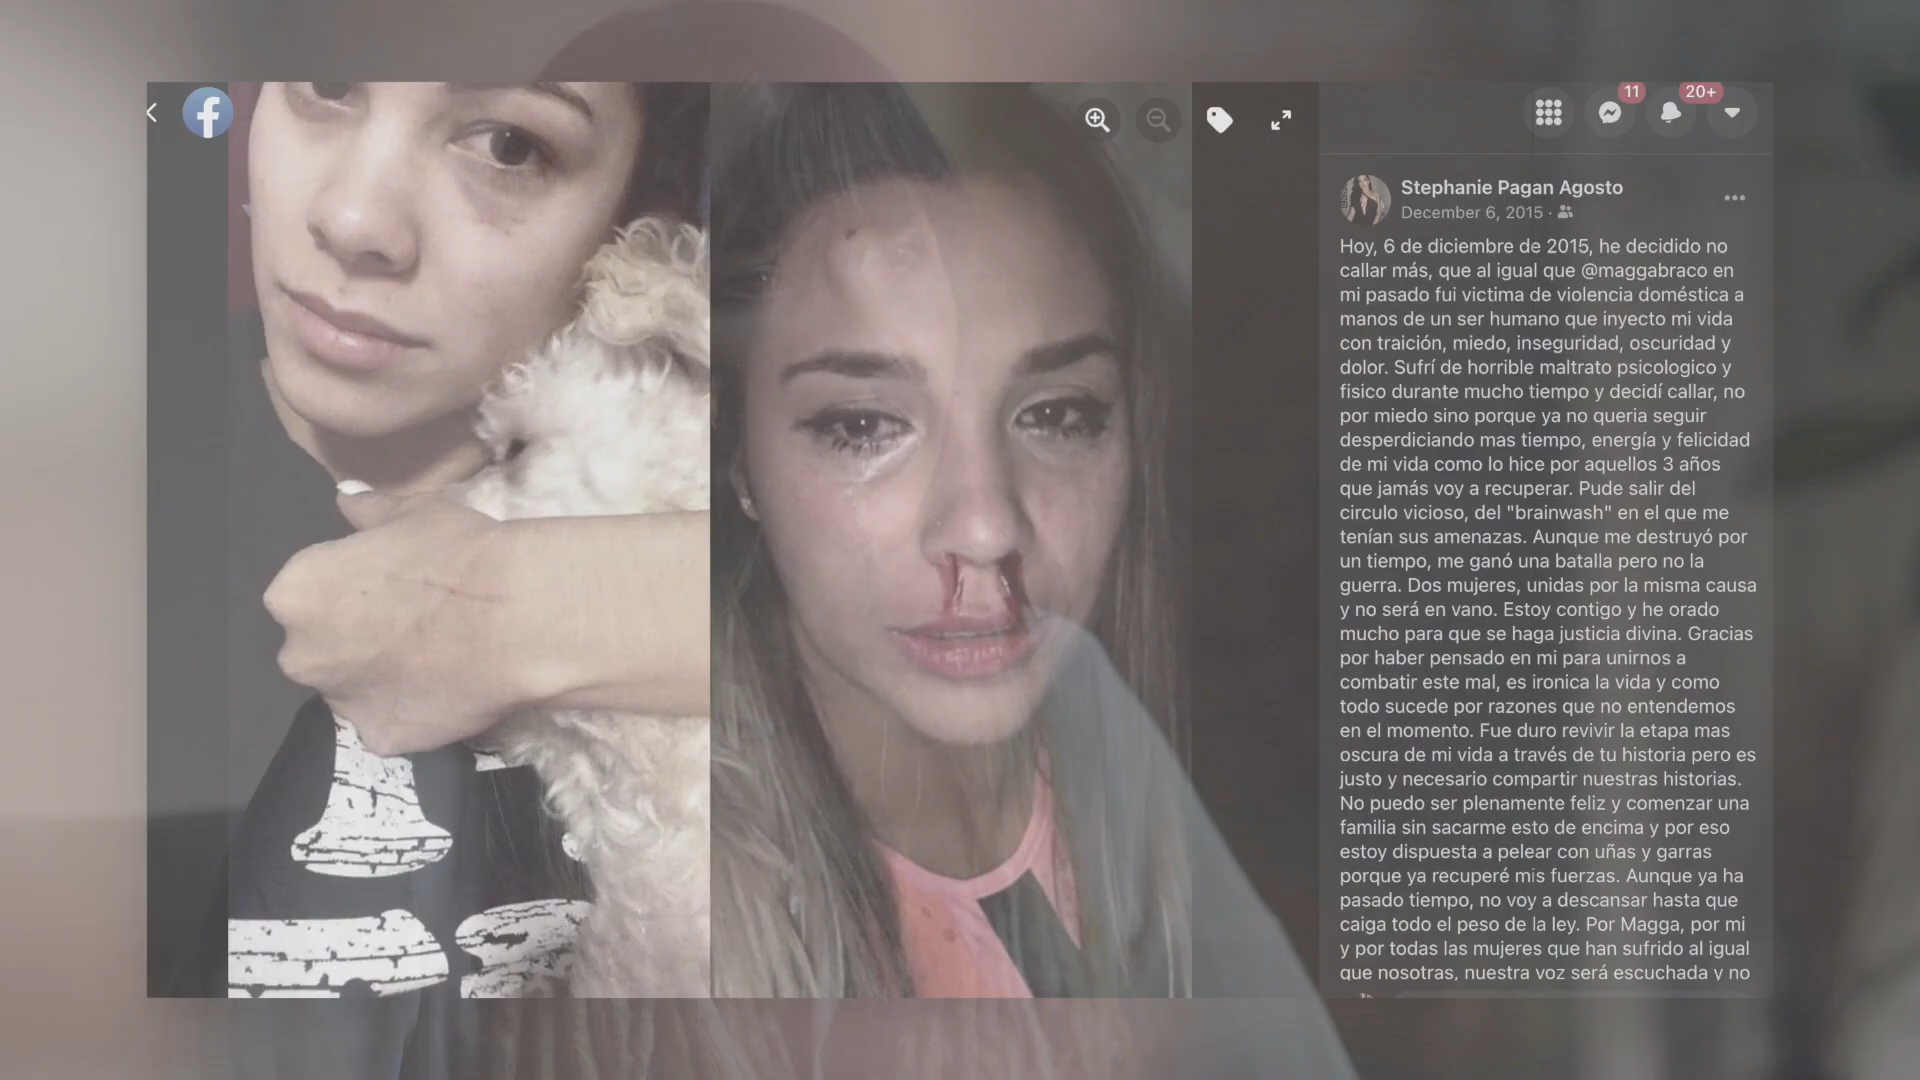 11
20+
Stephanie Pagan Agosto
December 6, 2015 ·
Hoy, 6 de diciembre de 2015, he decidido no
callar más, que al igual que @maggabraco en
mi pasado fui victima de violencia doméstica a
manos de un ser humano que inyecto mi vida
con traición, miedo, inseguridad, oscuridad y
dolor. Sufrí de horrible maltrato psicologico y
fisico durante mucho tiempo y decidí callar, no
por miedo sino porque ya no queria seguir
desperdiciando mas tiempo, energía y felicidad
de mi vida como lo hice por aquellos 3 años
que jamás voy a recuperar. Pude salir del
circulo vicioso, del "brainwash" en el que me
tenían sus amenazas. Aunque me destruyó por
un tiempo, me ganó una batalla pero no la
guerra. Dos mujeres, unidas por la misma causa
y no será en vano. Estoy contigo y he orado
mucho para que se haga justicia divina. Gracias
por haber pensado en mi para unirnos a
combatir este mal, es ironica la vida y como
todo sucede por razones que no entendemos
en el momento. Fue duro revivir la etapa mas
oscura de mi vida a través de tu historia pero es
justo y necesario compartir nuestras historias.
No puedo ser plenamente feliz y comenzar una
familia sin sacarme esto de encima y por eso
estoy dispuesta a pelear con uñas y garras
porque ya recuperé mis fuerzas. Aunque ya ha
pasado tiempo, no voy a descansar hasta que
caiga todo el peso de la ley. Por Magga, por mi
y por todas las mujeres que han sufrido al igual
que nosotras, nuestra voz será escuchada y no